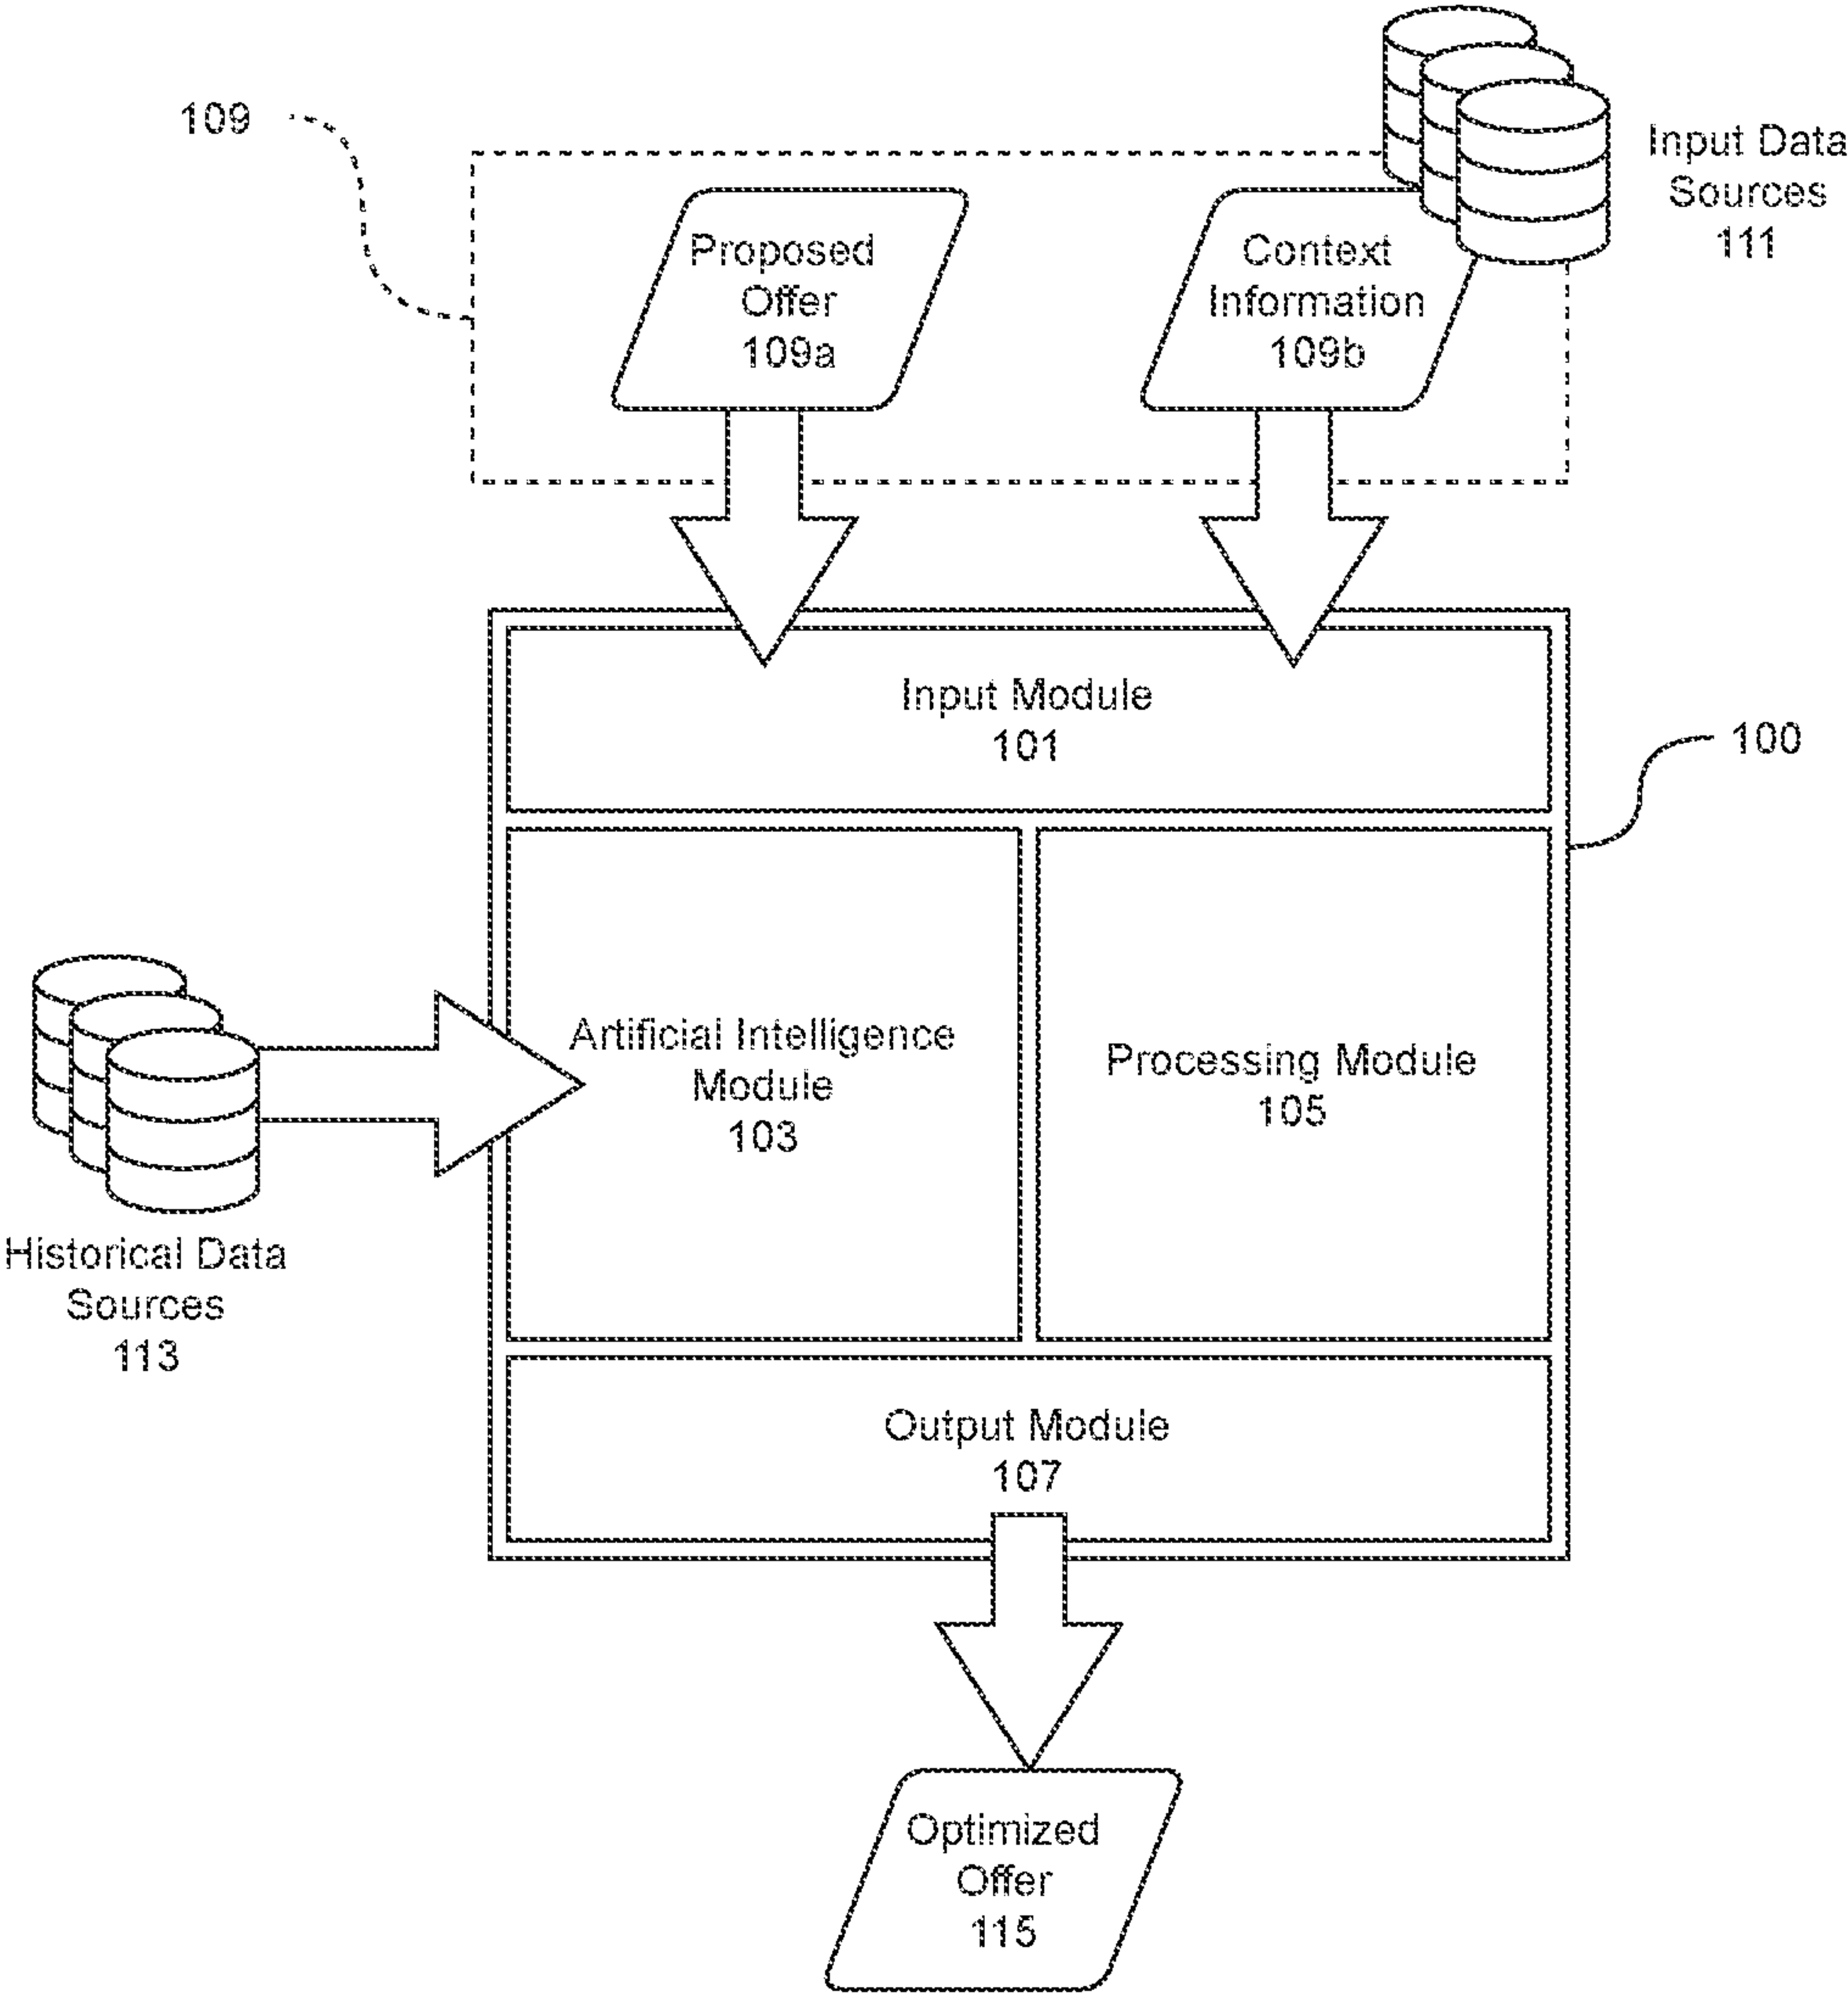 109
Input Data
Sources
111
Proposed
Offer
109a
Context
Information
109b
Input Module
101
100
Artificial Intelligence
Module
103
Processing Module
105
Historical Data
Sources
113
Output Module
107
Optimized
Offer
115